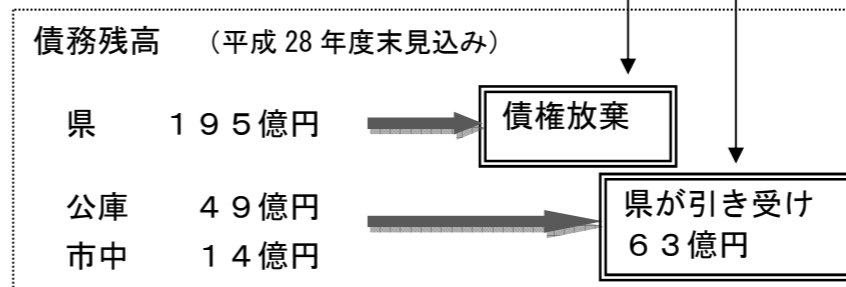 債務残高 （平成 28 年度末見込み）
県 １９５億円
債権放棄
公庫 ４９億円
市中 １４億円
県が引き受け
６３億円